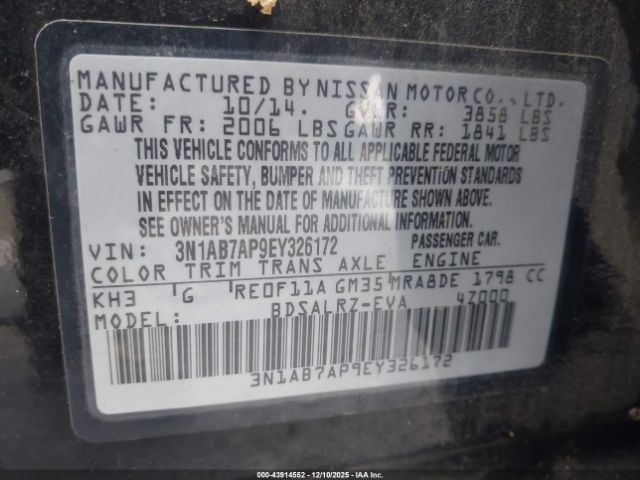 MANUFACTURED BY NISSAN MOTOR CO., LTD.
DATE: 10/14. GVWR: 3858 LBS
GAWR FR: 2006 LBS GAWR RR: 1841 LBS
THIS VEHICLE CONFORMS TO ALL APPLICABLE FEDERAL MOTOR
VEHICLE SAFETY, BUMPER AND THEFT PREVENTION STANDARDS
IN EFFECT ON THE DATE OF MANUFACTURE SHOWN ABOVE.
SEE OWNER'S MANUAL FOR ADDITIONAL INFORMATION.
VIN: 3N1AB7AP9EY326172 PASSENGER CAR.
COLOR TRIM TRANS AXLE ENGINE
KH3 G RE0F11A GM35 MRA8DE 1798 CC
MODEL: BDSALRZ-EVA 4Z000
3N1AB7AP9EY326172
000-43914552 - 12/10/2025 - IAAI, Inc.